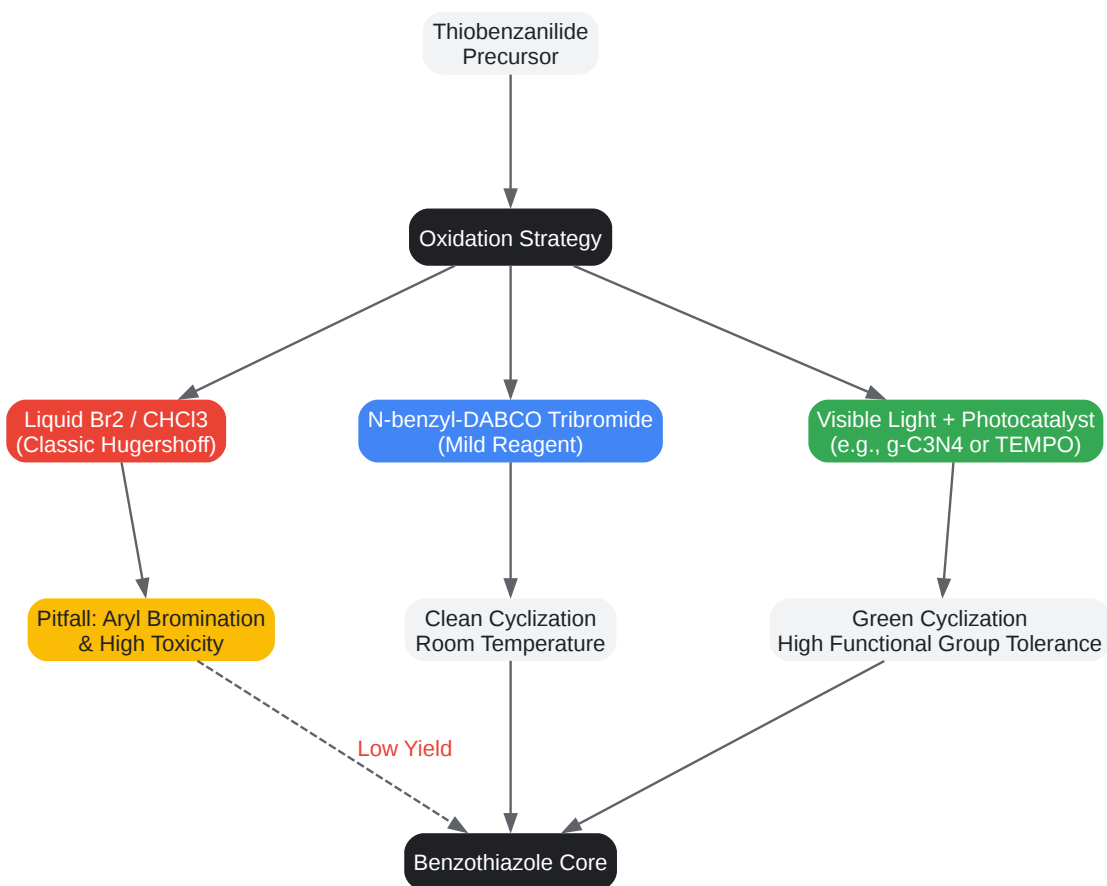 Thiobenzanilide
Precursor
Oxidation Strategy
Liquid Br2 / CHCl3
(Classic Hugershoff)
N-benzyl-DABCO Tribromide
(Mild Reagent)
Visible Light + Photocatalyst
(e.g., g-C3N4 or TEMPO)
Pitfall: Aryl Bromination
& High Toxicity
Clean Cyclization
Room Temperature
Green Cyclization
High Functional Group Tolerance
Low Yield
Benzothiazole Core